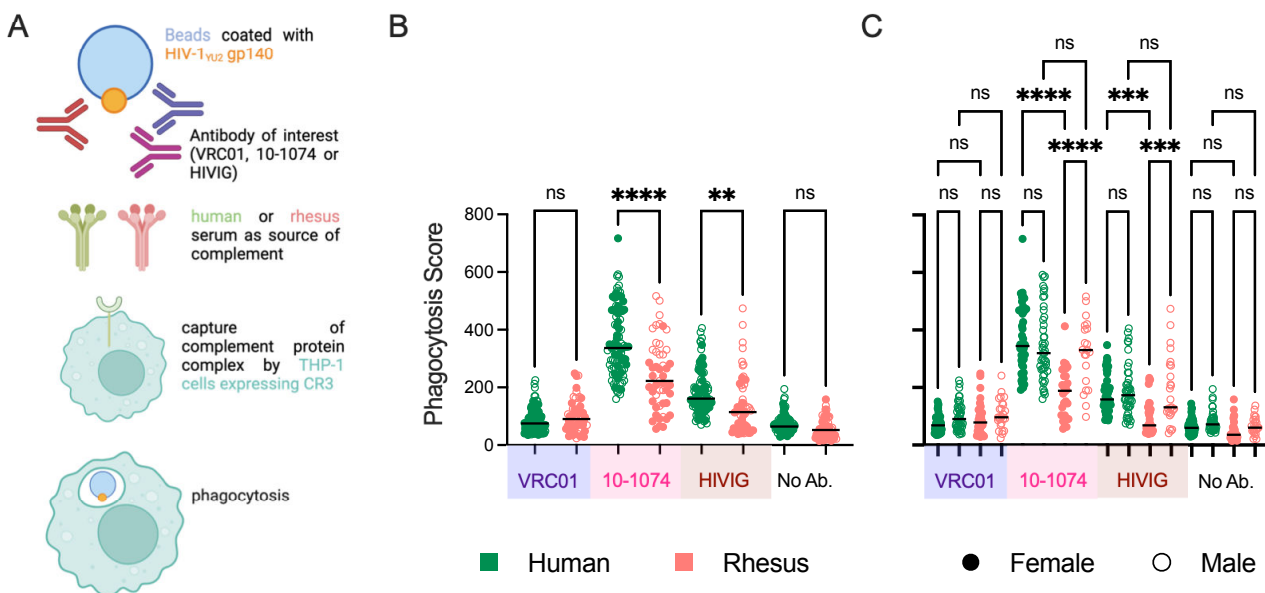 A
Beads coated with
HIV-1YU2 gp140
Antibody of interest
(VRC01, 10-1074 or
HIVIG)
human or rhesus
serum as source of
complement
capture of
complement protein
complex by THP-1
cells expressing CR3
phagocytosis
B
ns
****
**
ns
Phagocytosis Score
800
600
400
200
0
VRC01
10-1074
HIVIG
No Ab.
C
ns
ns
****
***
ns
ns
ns
****
***
ns
ns
ns
ns
ns
ns
ns
ns
VRC01
10-1074
HIVIG
No Ab.
Human
Rhesus
Female
Male